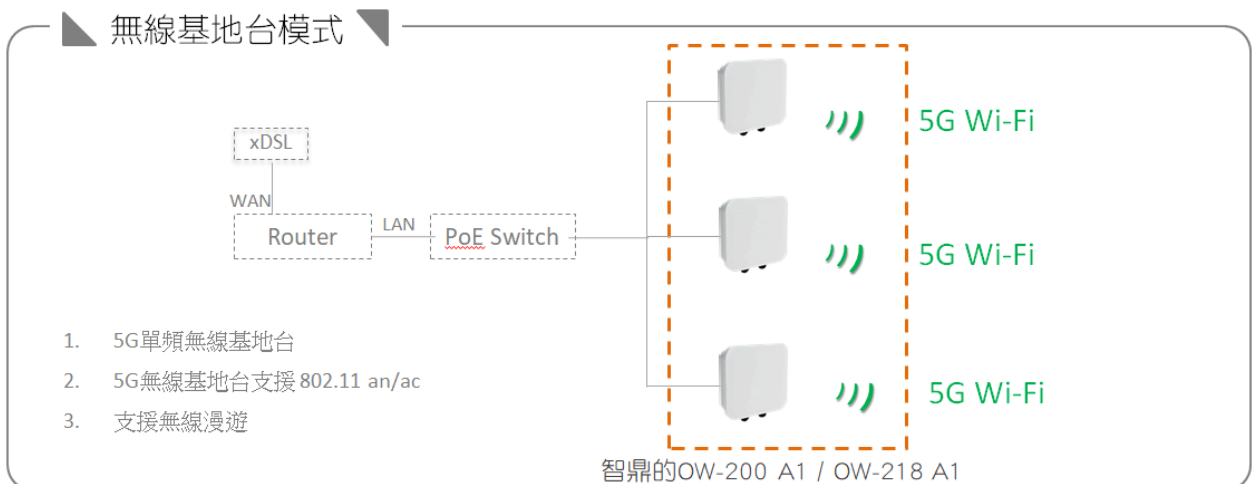 無線基地台模式
xDSL
WAN
Router
LAN
PoE Switch
5G Wi-Fi
5G Wi-Fi
5G Wi-Fi
1. 5G單頻無線基地台
2. 5G無線基地台支援 802.11 an/ac
3. 支援無線漫遊
智鼎的OW-200 A1 / OW-218 A1